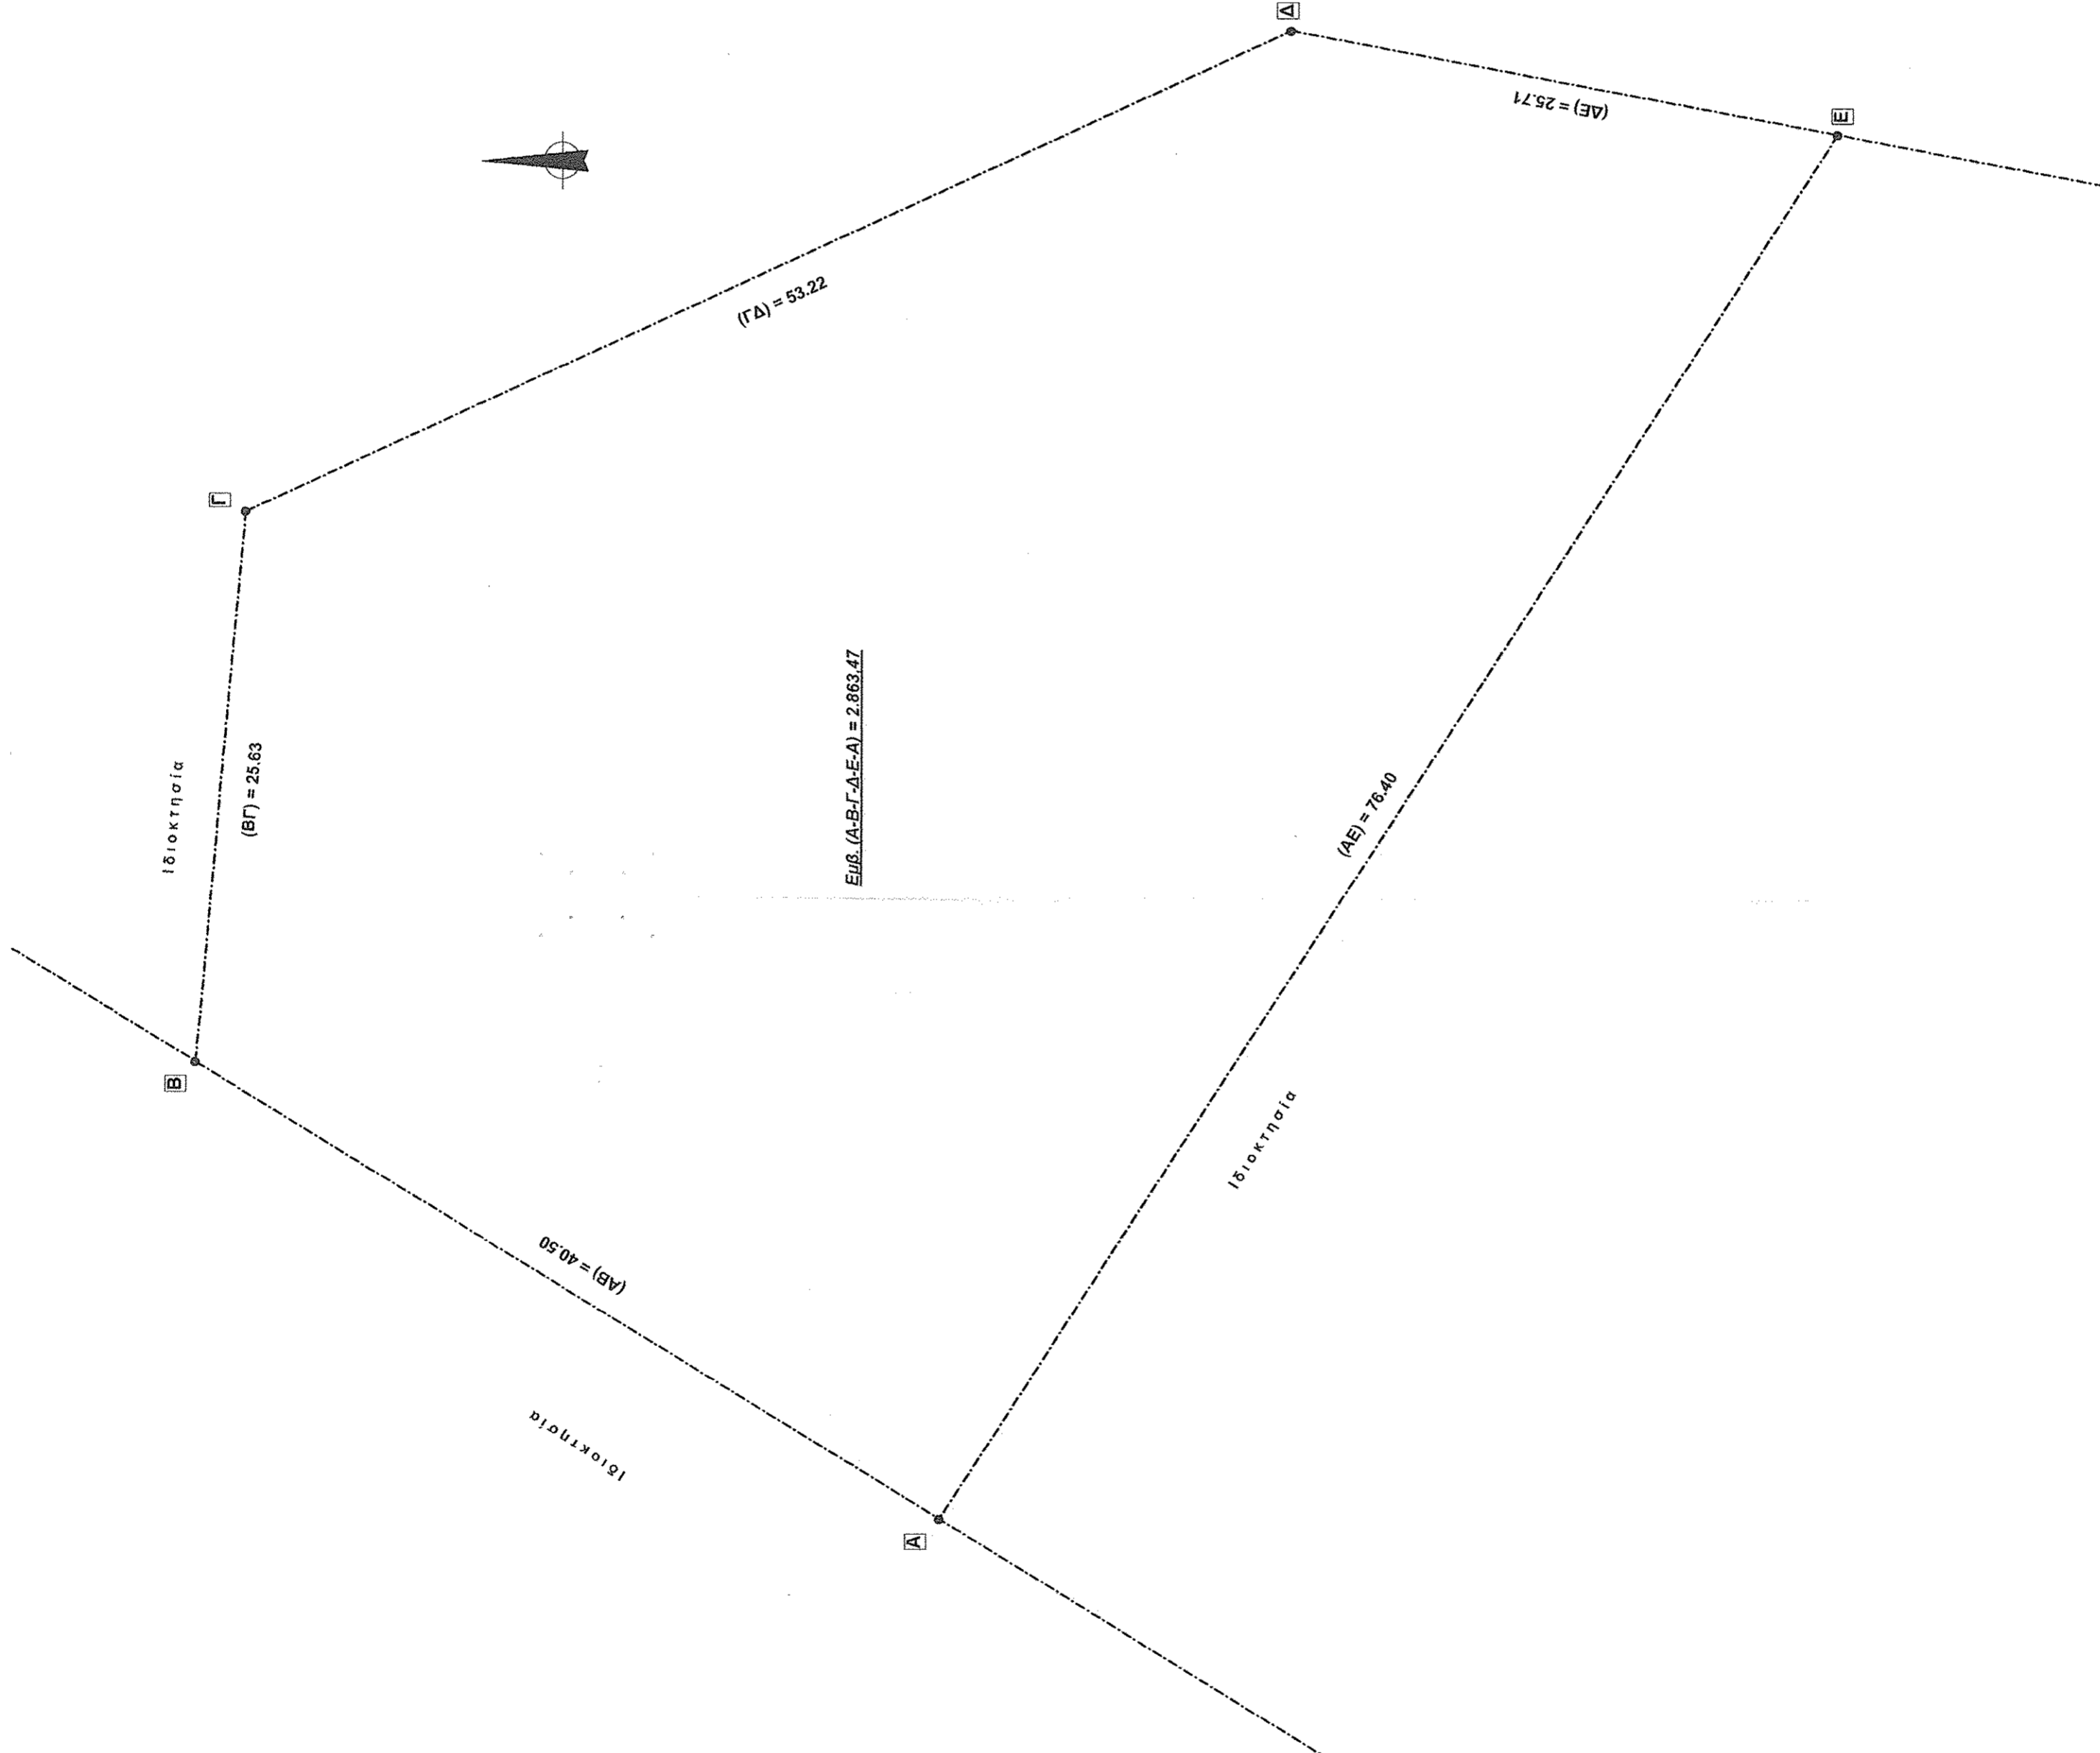 Δ
(ΔΕ) = 25.71
Ε
(ΓΔ) = 53.22
Γ
Ιδιοκτησία
(ΒΓ) = 25.63
Εμβ. (Α-Β-Γ-Δ-Ε-Α) = 2.863,47
(ΑΕ) = 76.40
Β
Ιδιοκτησία
(ΑΒ) = 40.50
Ιδιοκτησία
Α